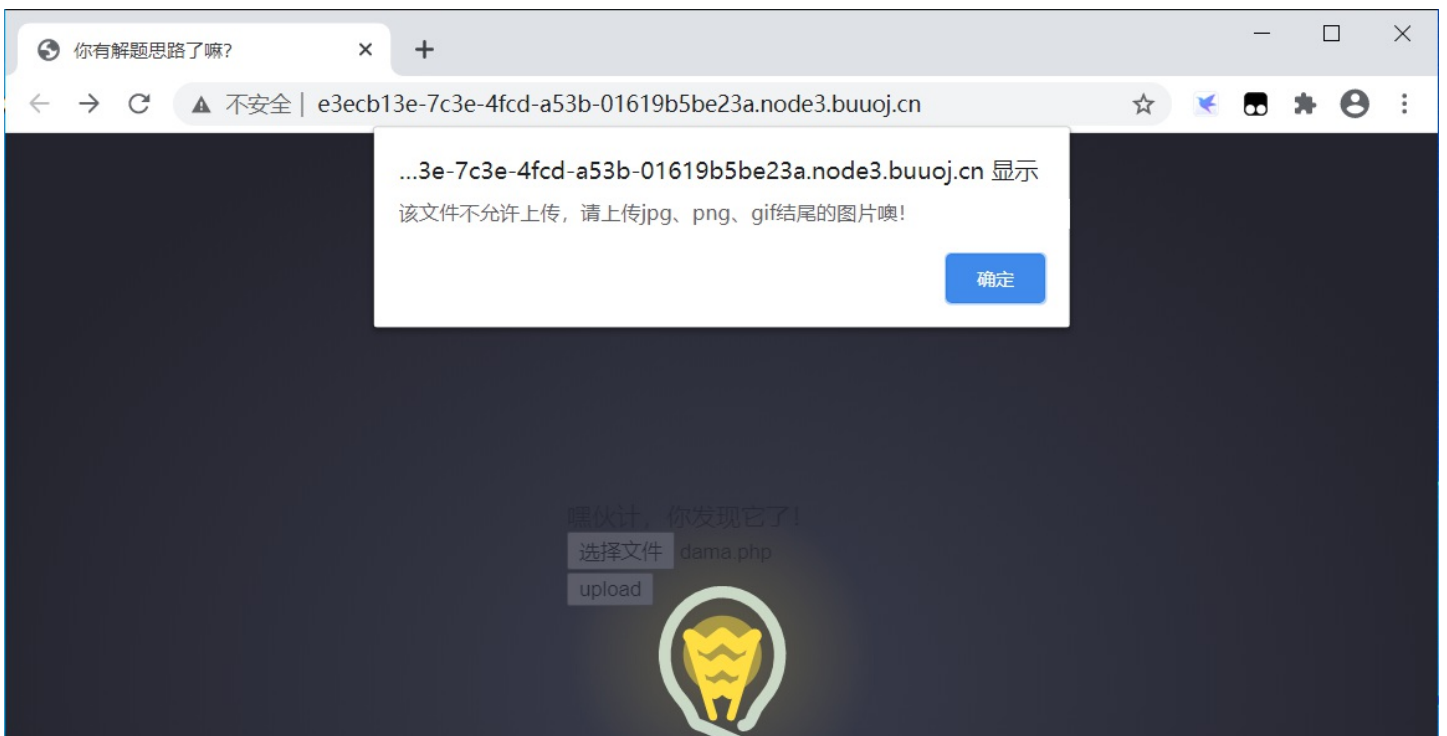 你有解题思路了嘛?
不安全 | e3ecb13e-7c3e-4fcd-a53b-01619b5be23a.node3.buuoj.cn
...3e-7c3e-4fcd-a53b-01619b5be23a.node3.buuoj.cn 显示
该文件不允许上传，请上传jpg、png、gif结尾的图片噢!
确定
嘿伙计，你发现它了!
选择文件 dama.php
upload